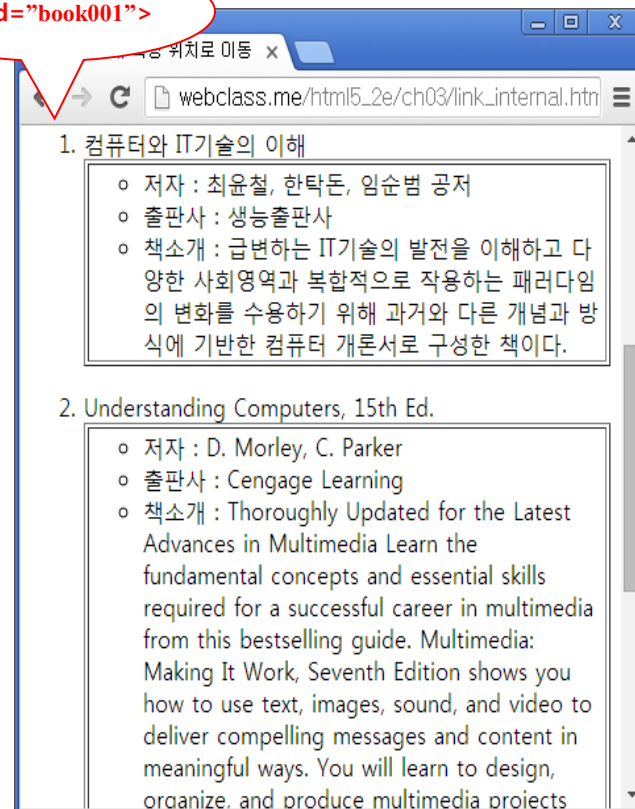 d="book001">
위치로 이동 ×
webclass.me/html5_2e/ch03/link_internal.htm
1. 컴퓨터와 IT기술의 이해
저자 : 최윤철, 한탁돈, 임순범 공저
출판사 : 생능출판사
책소개 : 급변하는 IT기술의 발전을 이해하고 다
양한 사회영역과 복합적으로 작용하는 패러다임
의 변화를 수용하기 위해 과거와 다른 개념과 방
식에 기반한 컴퓨터 개론서로 구성한 책이다.
2. Understanding Computers, 15th Ed.
저자 : D. Morley, C. Parker
출판사 : Cengage Learning
책소개 : Thoroughly Updated for the Latest
Advances in Multimedia Learn the
fundamental concepts and essential skills
required for a successful career in multimedia
from this bestselling guide. Multimedia:
Making It Work, Seventh Edition shows you
how to use text, images, sound, and video to
deliver compelling messages and content in
meaningful ways. You will learn to design,
organize, and produce multimedia projects